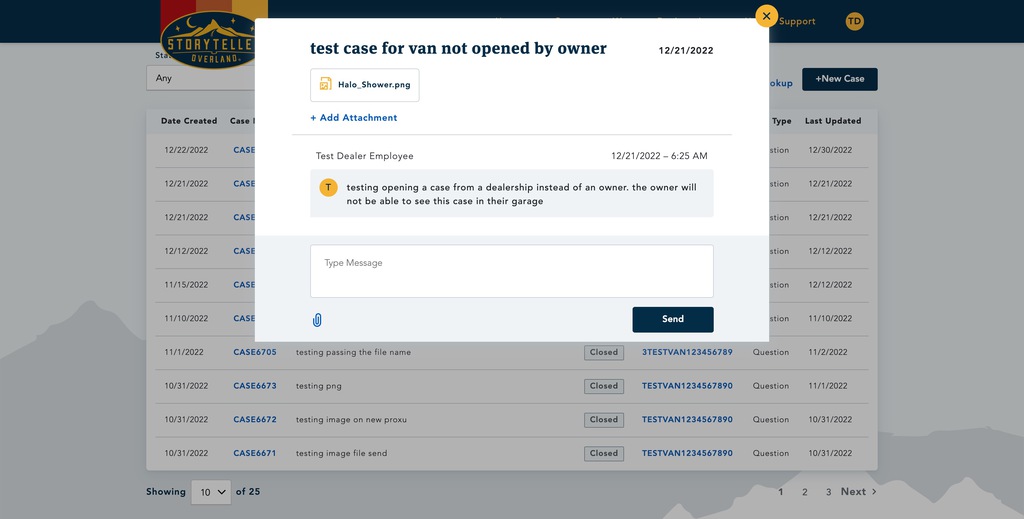 STORYTELLE
OVERLAND
Support
TD
test case for van not opened by owner
12/21/2022
Halo_Shower.png
+ Add Attachment
Test Dealer Employee
12/21/2022 – 6:25 AM
T
testing opening a case from a dealership instead of an owner. the owner will
not be able to see this case in their garage
Type Message
Send
Sta
Any
okup
+New Case
Date Created Case Type Last Updated
12/22/2022 CASE stion 12/30/2022
12/21/2022 CASE stion 12/21/2022
12/21/2022 CASE stion 12/21/2022
12/12/2022 CASE stion 12/12/2022
11/15/2022 CASE stion 12/12/2022
11/10/2022 CASE stion 11/10/2022
11/1/2022 CASE6705 testing passing the file name Closed 3TESTVAN123456789 Question 11/2/2022
10/31/2022 CASE6673 testing png Closed TESTVAN1234567890 Question 11/1/2022
10/31/2022 CASE6672 testing image on new proxu Closed TESTVAN1234567890 Question 10/31/2022
10/31/2022 CASE6671 testing image file send Closed TESTVAN1234567890 Question 10/31/2022
Showing 10 of 25
1 2 3 Next